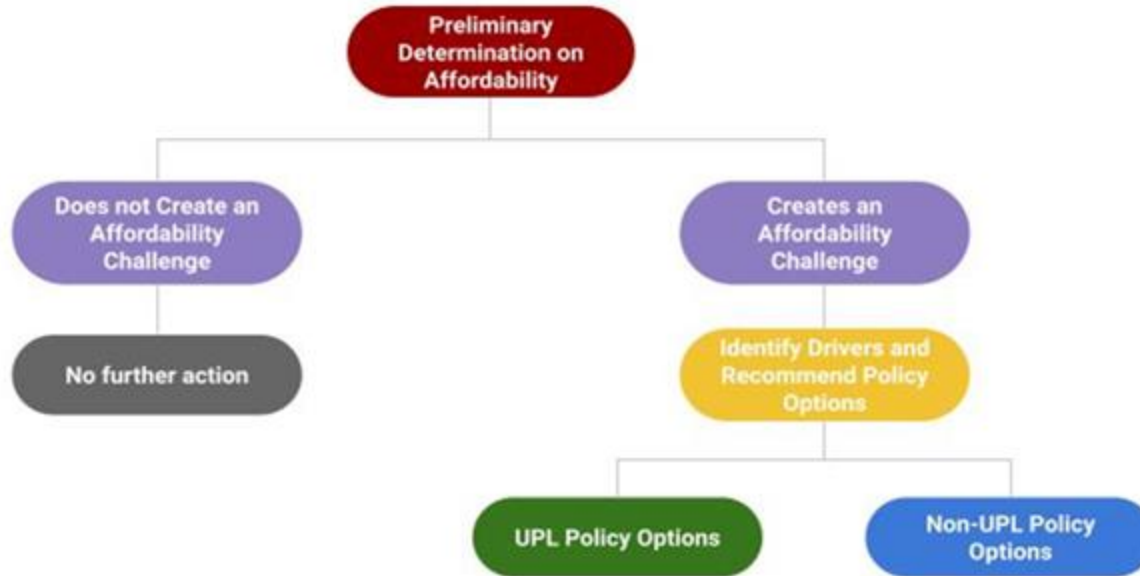 Preliminary
Determination on
Affordability
Does not Create an
Affordability
Challenge
Creates an
Affordability
Challenge
No further action
Identify Drivers and
Recommend Policy
Options
UPL Policy Options
Non-UPL Policy
Options